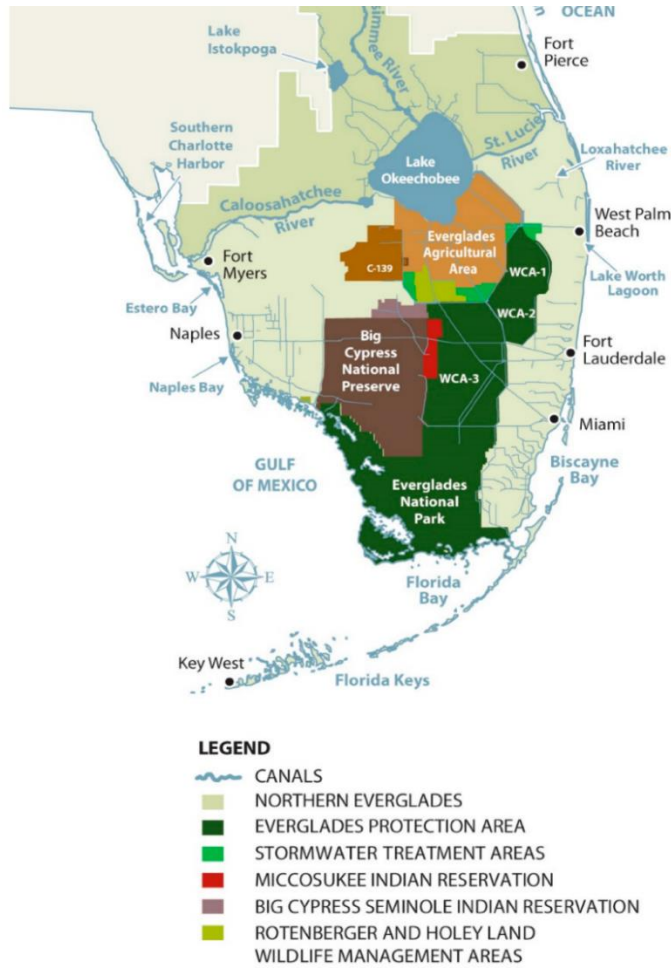 OCEAN
Lake
Istokpoga
Fort
Pierce
Southern
Charlotte
Harbor
St. Lucie
River
Loxahatchee
River
Lake
Okeechobee
Caloosahatchee
River
West Palm
Beach
Everglades
Agricultural
Area
Fort
Myers
C-139
WCA-1
Lake Worth
Lagoon
Estero Bay
WCA-2
Naples
Big
Cypress
National
Preserve
Fort
Lauderdale
Naples Bay
WCA-3
Miami
GULF
OF MEXICO
Biscayne
Bay
Everglades
National
Park
N
W
E
S
Florida
Bay
Key West
Florida Keys
LEGEND
CANALS
NORTHERN EVERGLADES
EVERGLADES PROTECTION AREA
STORMWATER TREATMENT AREAS
MICCOSUKEE INDIAN RESERVATION
BIG CYPRESS SEMINOLE INDIAN RESERVATION
ROTENBERGER AND HOLEY LAND
WILDLIFE MANAGEMENT AREAS